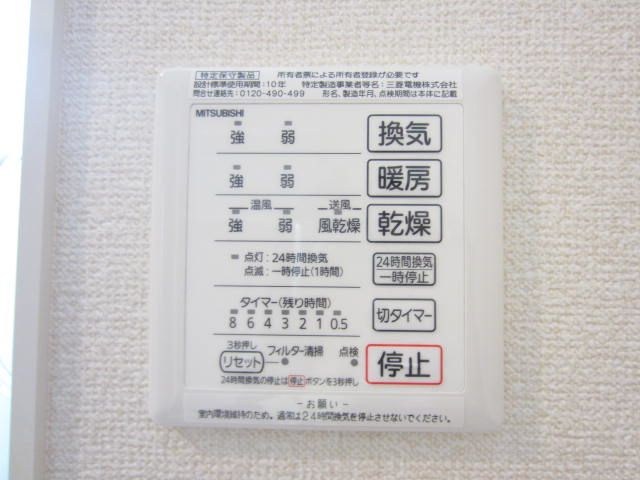 特定保守製品 所有者票による所有者登録が必要です
設計標準使用期間：10年 特定製造事業者等名：三菱電機株式会社
問合せ連絡先：0120-490-499 形名、製造年月、点検期間は本体に記載
MITSUBISHI
強 弱 換気
強 弱 暖房
温風 送風
強 弱 風乾燥 乾燥
点灯：24時間換気
点滅：一時停止(1時間)
24時間換気
一時停止
タイマー(残り時間)
8 6 4 3 2 1 0.5
切タイマー
3秒押し
リセット フィルター清掃 点検
停止
24時間換気の停止は停止ボタンを3秒押し
－お願い－
室内環境維持のため、通常は24時間換気を停止させないでください。